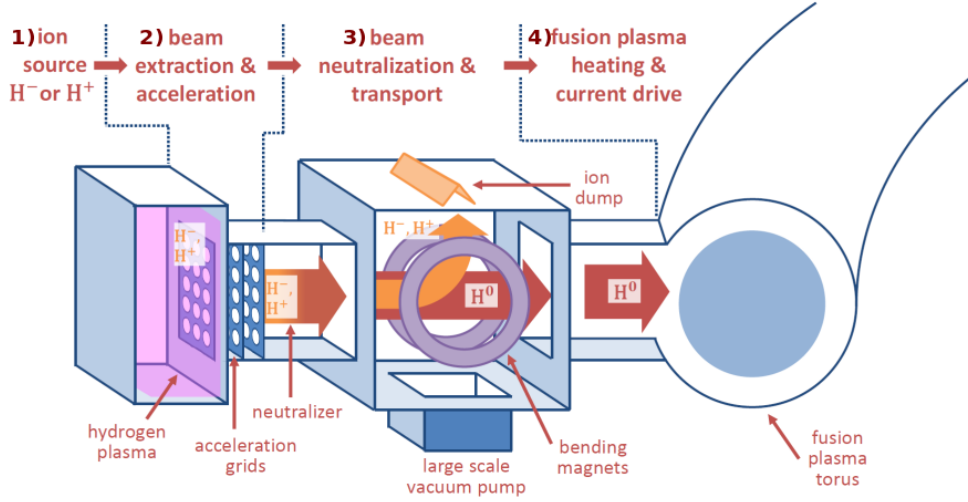 1) ion
source
H⁻ or H⁺
2) beam
extraction &
acceleration
3) beam
neutralization &
transport
4) fusion plasma
heating &
current drive
ion
dump
H⁻,
H⁺
H⁻, H⁺
H⁻,
H⁺
H⁰
H⁰
hydrogen
plasma
acceleration
grids
neutralizer
large scale
vacuum pump
bending
magnets
fusion
plasma
torus